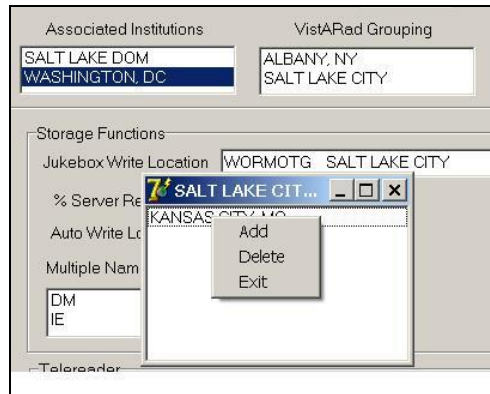 Associated Institutions
VistARad Grouping
SALT LAKE DOM
WASHINGTON, DC
ALBANY, NY
SALT LAKE CITY
Storage Functions
Jukebox Write Location WORMOTG SALT LAKE CITY
SALT LAKE CIT...
% Server Re
KANSAS CITY, MO
Auto Write Lo
Add
Delete
Exit
Multiple Nam
DM
IE
Telereader